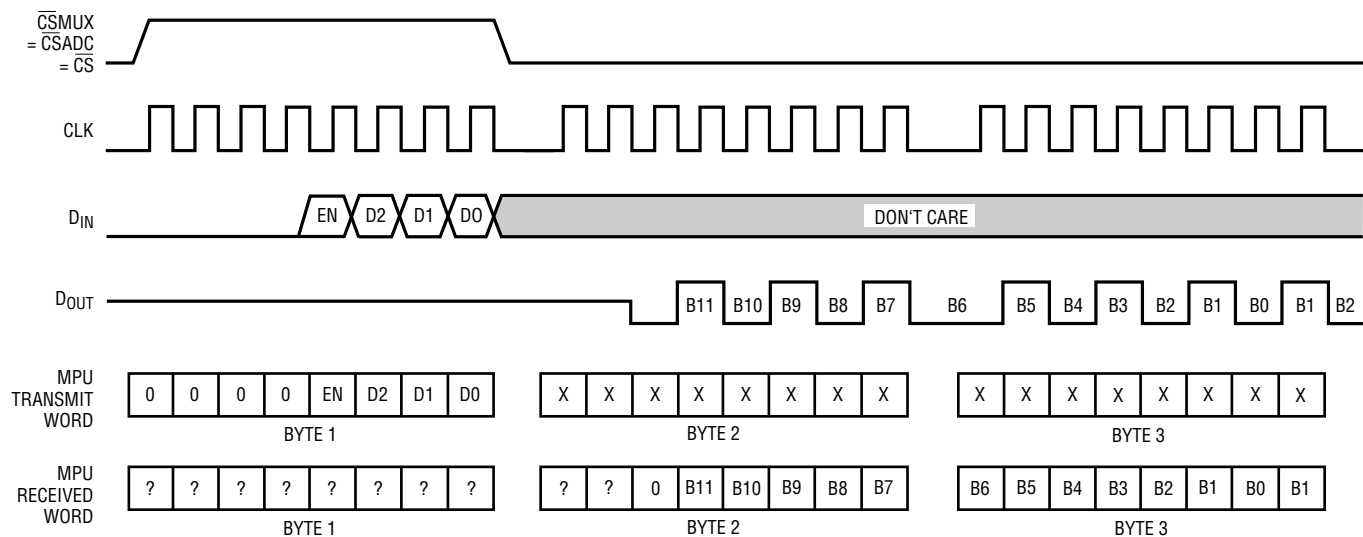 CSMUX
= CSADC
= CS
CLK
DIN
EN D2 D1 DO
DON'T CARE
DOUT
B11 B10 B9 B8 B7 B6 B5 B4 B3 B2 B1 B0 B1 B2
MPU
TRANSMIT
WORD
0 0 0 0 EN D2 D1 DO
X X X X X X X X
X X X X X X X X
BYTE 1
BYTE 2
BYTE 3
MPU
RECEIVED
WORD
? ? ? ? ? ? ? ?
? ? 0 B11 B10 B9 B8 B7
B6 B5 B4 B3 B2 B1 B0 B1
BYTE 1
BYTE 2
BYTE 3